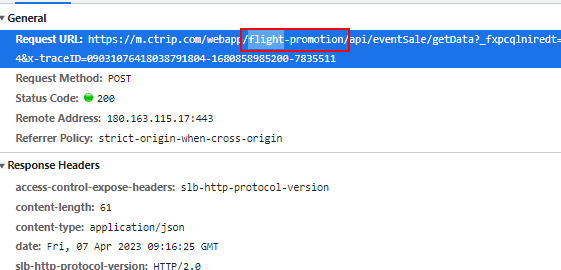 General
Request URL: https://m.ctrip.com/webapp/flight-promotion/api/eventSale/getData?_fxpcqlniredt=
4&x-traceID=09031076418038791804-1680858985200-7835511
Request Method: POST
Status Code: 200
Remote Address: 180.163.115.17:443
Referrer Policy: strict-origin-when-cross-origin
Response Headers
access-control-expose-headers: slb-http-protocol-version
content-length: 61
content-type: application/json
date: Fri, 07 Apr 2023 09:16:25 GMT
slb-http-protocol-version: HTTP/2.0